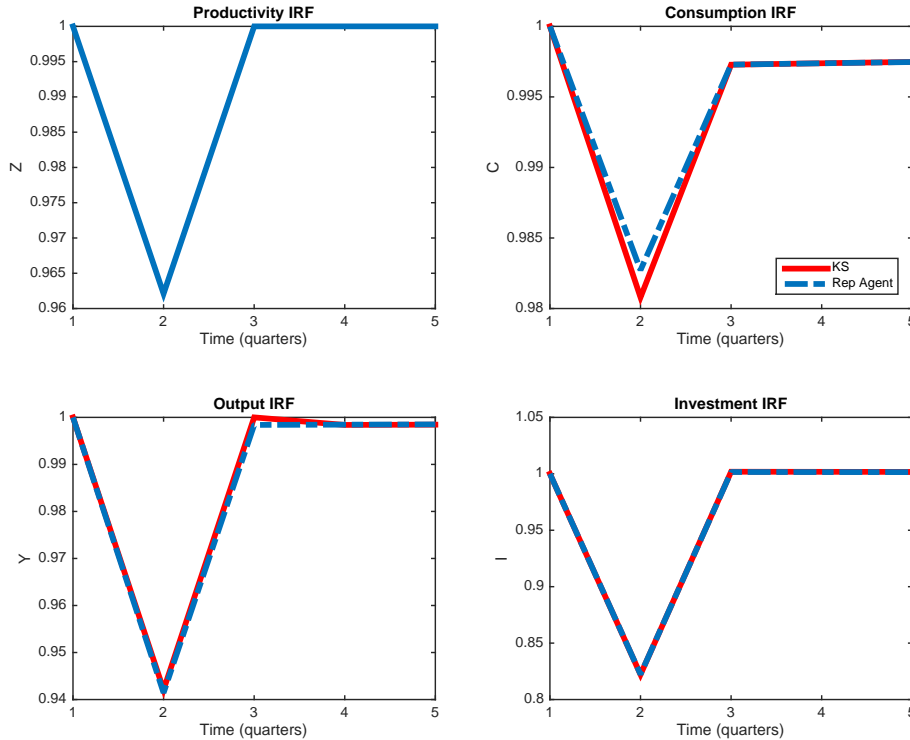 Productivity IRF
1
0.995
0.99
0.985
0.98
0.975
0.97
0.965
0.96
Z
1 2 3 4 5
Time (quarters)
Consumption IRF
1
0.995
0.99
0.985
0.98
C
KS
Rep Agent
1 2 3 4 5
Time (quarters)
Output IRF
1
0.99
0.98
0.97
0.96
0.95
0.94
Y
1 2 3 4 5
Time (quarters)
Investment IRF
1.05
1
0.95
0.9
0.85
0.8
I
1 2 3 4 5
Time (quarters)